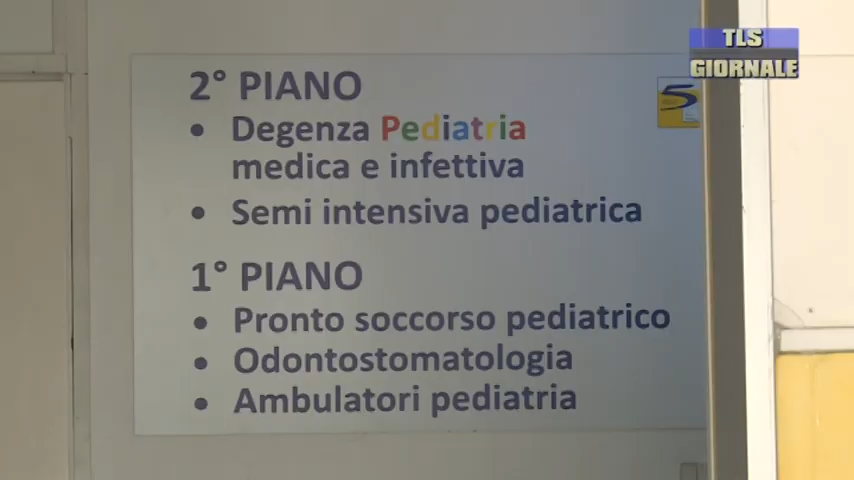 TLS
GIORNALE
5
2° PIANO
• Degenza Pediatria
medica e infettiva
• Semi intensiva pediatrica
1° PIANO
• Pronto soccorso pediatrico
• Odontostomatologia
• Ambulatori pediatria